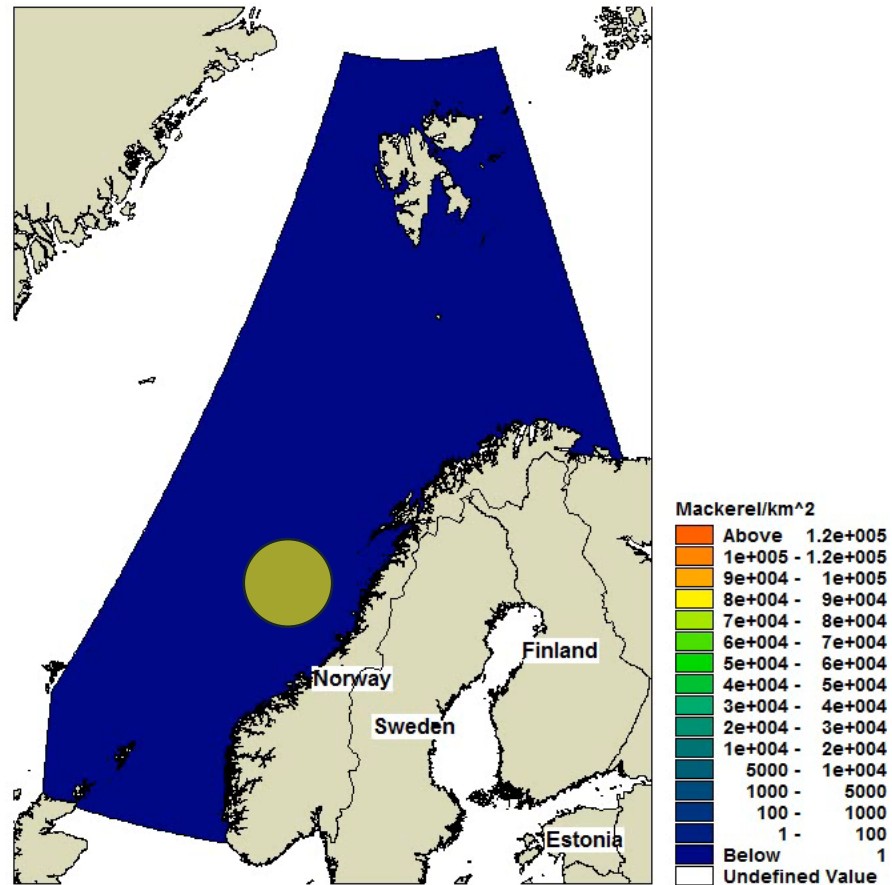 Finland
Norway
Sweden
Estonia
Mackerel/km^2
Above 1.2e+005
1e+005 - 1.2e+005
9e+004 - 1e+005
8e+004 - 9e+004
7e+004 - 8e+004
6e+004 - 7e+004
5e+004 - 6e+004
4e+004 - 5e+004
3e+004 - 4e+004
2e+004 - 3e+004
1e+004 - 2e+004
5000 - 1e+004
1000 - 5000
100 - 1000
1 - 100
Below 1
Undefined Value